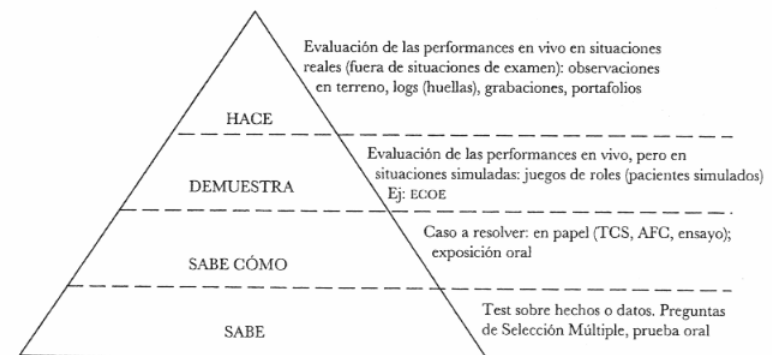 Evaluación de las performances en vivo en situaciones
reales (fuera de situaciones de examen): observaciones
en terreno, logs (huellas), grabaciones, portafolios
HACE
Evaluación de las performances en vivo, pero en
situaciones simuladas: juegos de roles (pacientes simulados)
Ej: ECOE
DEMUESTRA
Caso a resolver: en papel (TCS, AFC, ensayo);
exposición oral
SABE CÓMO
Test sobre hechos o datos. Preguntas
de Selección Múltiple, prueba oral
SABE